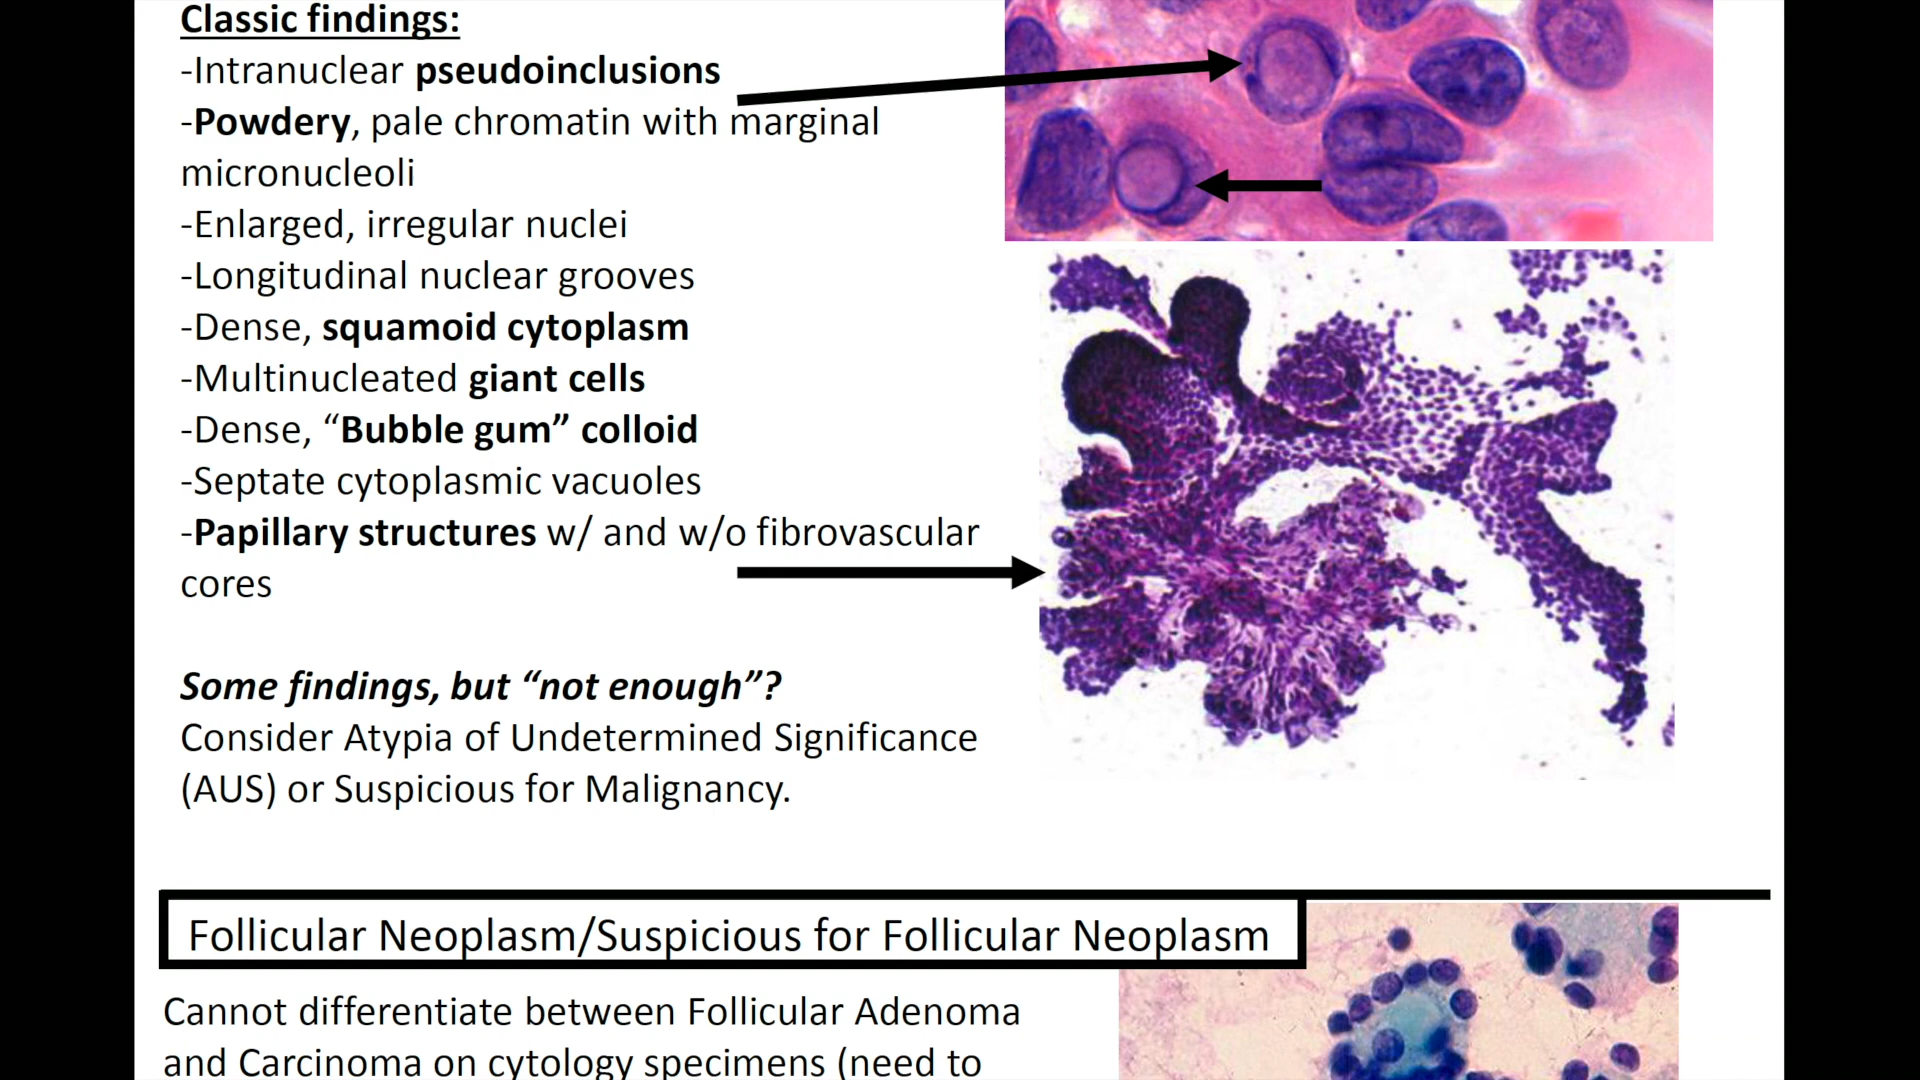 Classic findings:
-Intranuclear pseudoinclusions
-Powdery, pale chromatin with marginal
micronucleoli
-Enlarged, irregular nuclei
-Longitudinal nuclear grooves
-Dense, squamoid cytoplasm
-Multinucleated giant cells
-Dense, “Bubble gum” colloid
-Septate cytoplasmic vacuoles
-Papillary structures w/ and w/o fibrovascular
cores
Some findings, but “not enough”?
Consider Atypia of Undetermined Significance
(AUS) or Suspicious for Malignancy.
Follicular Neoplasm/Suspicious for Follicular Neoplasm
Cannot differentiate between Follicular Adenoma
and Carcinoma on cytology specimens (need to